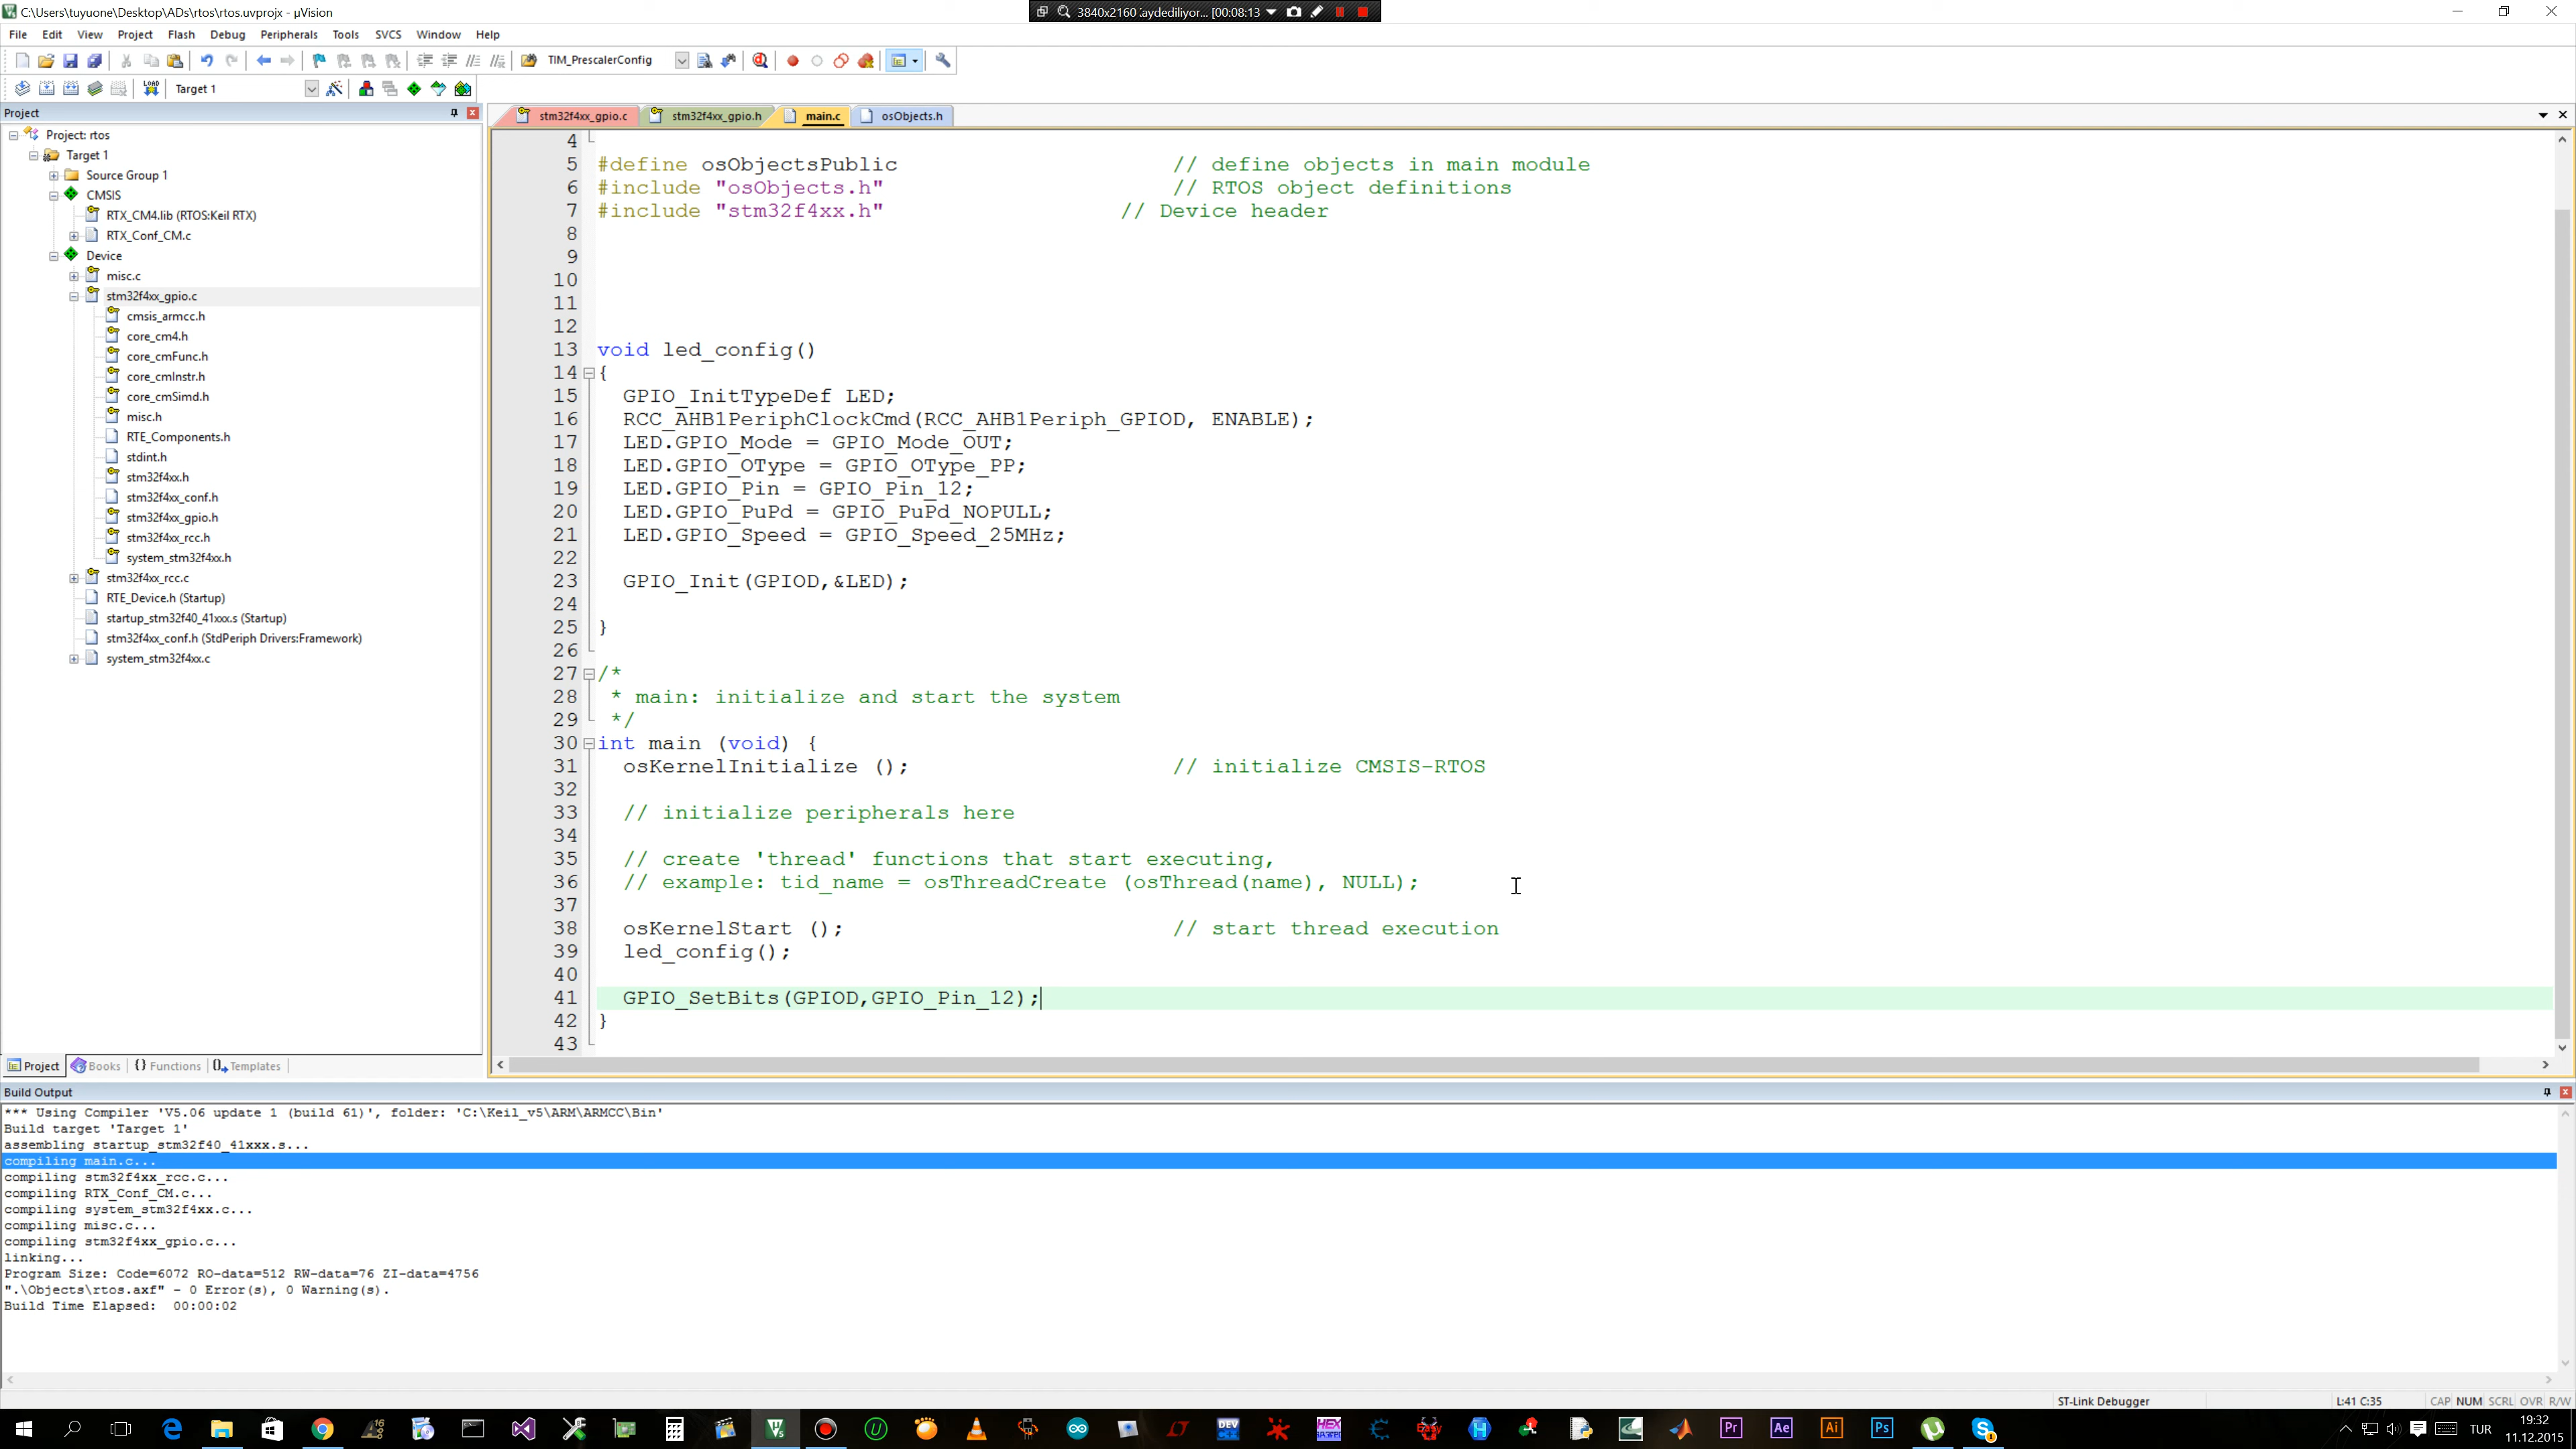 C:\Users\tuyuone\Desktop\ADs\rtos\rtos.uvprojx - µVision
3840x2160 kaydediliyor... [00:08:13]
File Edit View Project Flash Debug Peripherals Tools SVCS Window Help
TIM_PrescalerConfig
LOAD Target 1
Project
Project: rtos
Target 1
Source Group 1
CMSIS
RTX_CM4.lib (RTOS:Keil RTX)
RTX_Conf_CM.c
Device
misc.c
stm32f4xx_gpio.c
cmsis_armcc.h
core_cm4.h
core_cmFunc.h
core_cmInstr.h
core_cmSimd.h
misc.h
RTE_Components.h
stdint.h
stm32f4xx.h
stm32f4xx_conf.h
stm32f4xx_gpio.h
stm32f4xx_rcc.h
system_stm32f4xx.h
stm32f4xx_rcc.c
RTE_Device.h (Startup)
startup_stm32f40_41xxx.s (Startup)
stm32f4xx_conf.h (StdPeriph Drivers:Framework)
system_stm32f4xx.c
Project Books {} Functions Templates
stm32f4xx_gpio.c stm32f4xx_gpio.h main.c osObjects.h
4
5 #define osObjectsPublic // define objects in main module
6 #include "osObjects.h" // RTOS object definitions
7 #include "stm32f4xx.h" // Device header
8
9
10
11
12
13 void led_config()
14 {
15 GPIO_InitTypeDef LED;
16 RCC_AHB1PeriphClockCmd(RCC_AHB1Periph_GPIOD, ENABLE);
17 LED.GPIO_Mode = GPIO_Mode_OUT;
18 LED.GPIO_OType = GPIO_OType_PP;
19 LED.GPIO_Pin = GPIO_Pin_12;
20 LED.GPIO_PuPd = GPIO_PuPd_NOPULL;
21 LED.GPIO_Speed = GPIO_Speed_25MHz;
22
23 GPIO_Init(GPIOD,&LED);
24
25 }
26
27 /*
28 * main: initialize and start the system
29 */
30 int main (void) {
31 osKernelInitialize (); // initialize CMSIS-RTOS
32
33 // initialize peripherals here
34
35 // create 'thread' functions that start executing,
36 // example: tid_name = osThreadCreate (osThread(name), NULL);
37
38 osKernelStart (); // start thread execution
39 led_config();
40
41 GPIO_SetBits(GPIOD,GPIO_Pin_12);
42 }
43
Build Output
*** Using Compiler 'V5.06 update 1 (build 61)', folder: 'C:\Keil_v5\ARM\ARMCC\Bin'
Build target 'Target 1'
assembling startup_stm32f40_41xxx.s...
compiling main.c...
compiling stm32f4xx_rcc.c...
compiling RTX_Conf_CM.c...
compiling system_stm32f4xx.c...
compiling misc.c...
compiling stm32f4xx_gpio.c...
linking...
Program Size: Code=6072 RO-data=512 RW-data=76 ZI-data=4756
".\Objects\rtos.axf" - 0 Error(s), 0 Warning(s).
Build Time Elapsed: 00:00:02
ST-Link Debugger L:41 C:35 CAP NUM SCRL OVR R/W
DEV HEX Easy Pr Ae Ai Ps TUR 19:32
11.12.2015